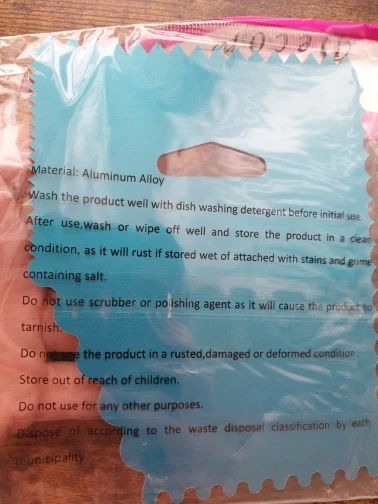 Material: Aluminum Alloy
Wash the product well with dish washing detergent before initial use.
After use,wash or wipe off well and store the product in a clean
condition, as it will rust if stored wet of attached with stains and grime
containing salt.
Do not use scrubber or polishing agent as it will cause the product to
tarnish.
Do not use the product in a rusted,damaged or deformed condition.
Store out of reach of children.
Do not use for any other purposes.
Dispose of according to the waste disposal classification by each
municipality